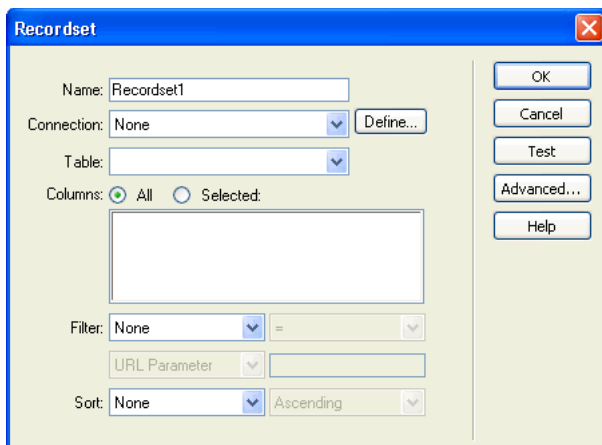 Recordset
Name: Recordset1
Connection: None Define...
Table:
Columns: All Selected:
Filter: None =
URL Parameter
Sort: None Ascending
OK
Cancel
Test
Advanced...
Help